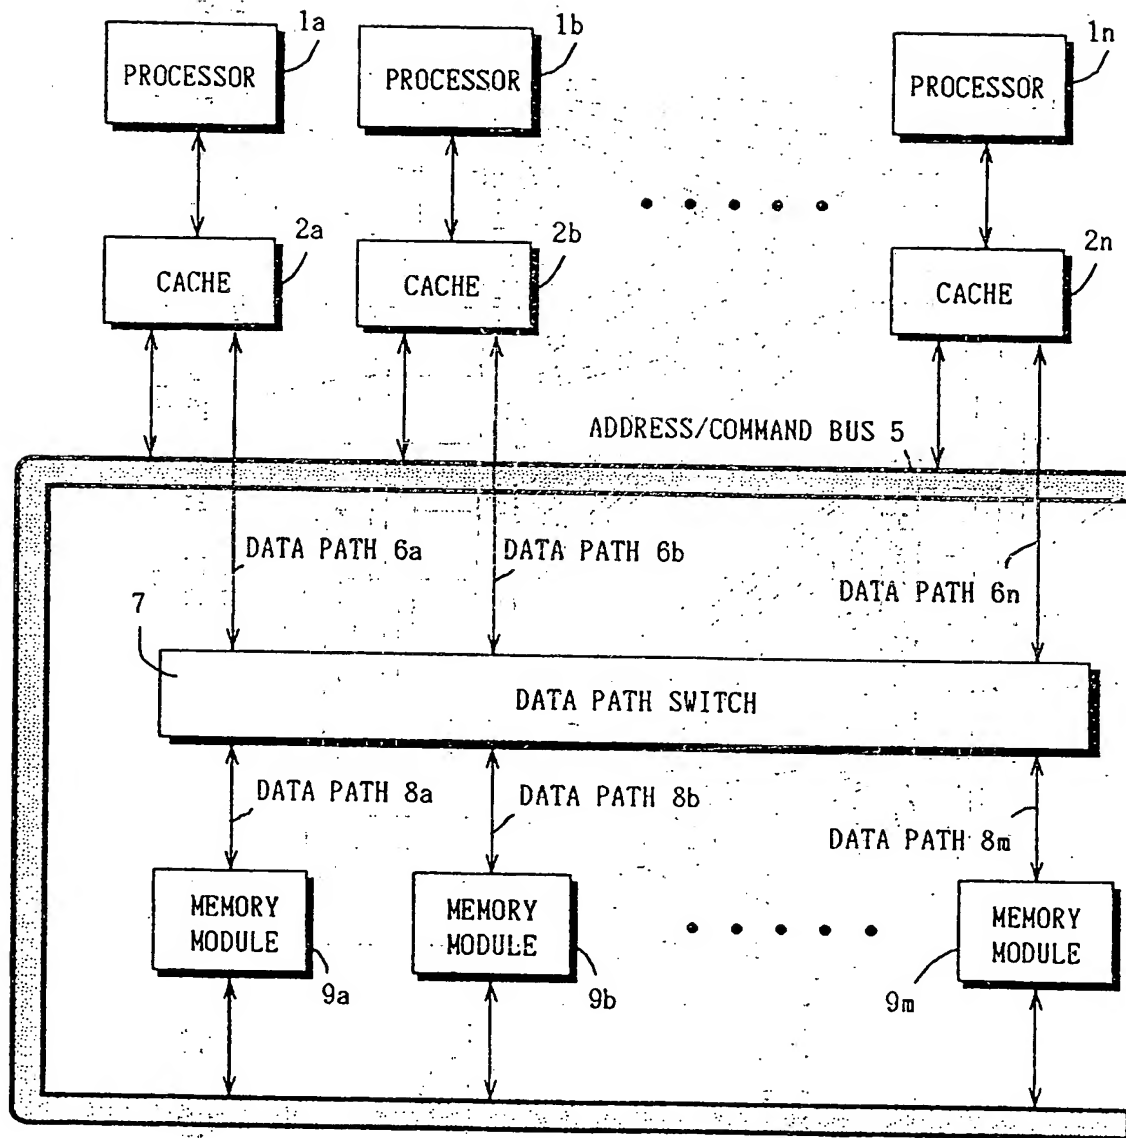 1a
1b
1n
PROCESSOR
PROCESSOR
PROCESSOR
2a
2b
2n
CACHE
CACHE
CACHE
ADDRESS/COMMAND BUS 5
DATA PATH 6a
DATA PATH 6b
DATA PATH 6n
7
DATA PATH SWITCH
DATA PATH 8a
DATA PATH 8b
DATA PATH 8m
MEMORY
MODULE
MEMORY
MODULE
MEMORY
MODULE
9a
9b
9m